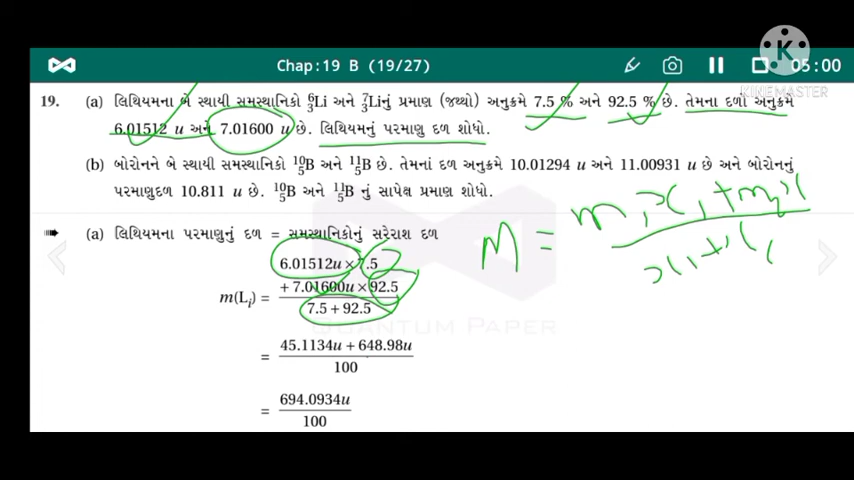 Chap:19 B (19/27)
05:00
K
KINEMASTER
19. (a) લિથિયમના બે સ્થાયી સમસ્થાનિકો ⁶₃Li અને ⁷₃Liનું પ્રમાણ (જથ્થો) અનુક્રમે 7.5 % અને 92.5 % છે. તેમના દળો અનુક્રમે
6.01512 u અને 7.01600 u છે. લિથિયમનું પરમાણુ દળ શોધો.
(b) બોરોનને બે સ્થાયી સમસ્થાનિકો ¹⁰₅B અને ¹¹₅B છે. તેમનાં દળ અનુક્રમે 10.01294 u અને 11.00931 u છે અને બોરોનનું
પરમાણુદળ 10.811 u છે. ¹⁰₅B અને ¹¹₅B નું સાપેક્ષ પ્રમાણ શોધો.
(a) લિથિયમના પરમાણુનું દળ = સમસ્થાનિકોનું સરેરાશ દળ
6.01512u × 7.5
+ 7.01600u × 92.5
m(Lᵢ) =
7.5 + 92.5
45.1134u + 648.98u
=
100
694.0934u
=
100
M =
QUANTUM PAPER